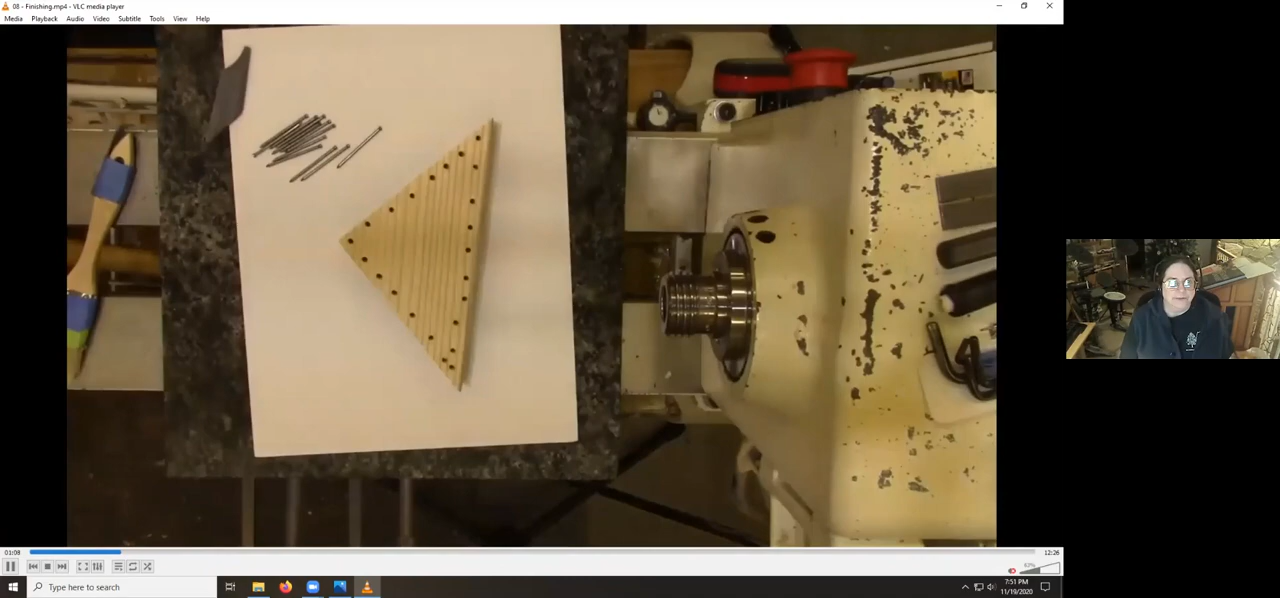 08 - Finishing.mp4 - VLC media player
Media Playback Audio Video Subtitle Tools View Help
01:08
12:26
63%
Type here to search
7:51 PM
11/19/2020